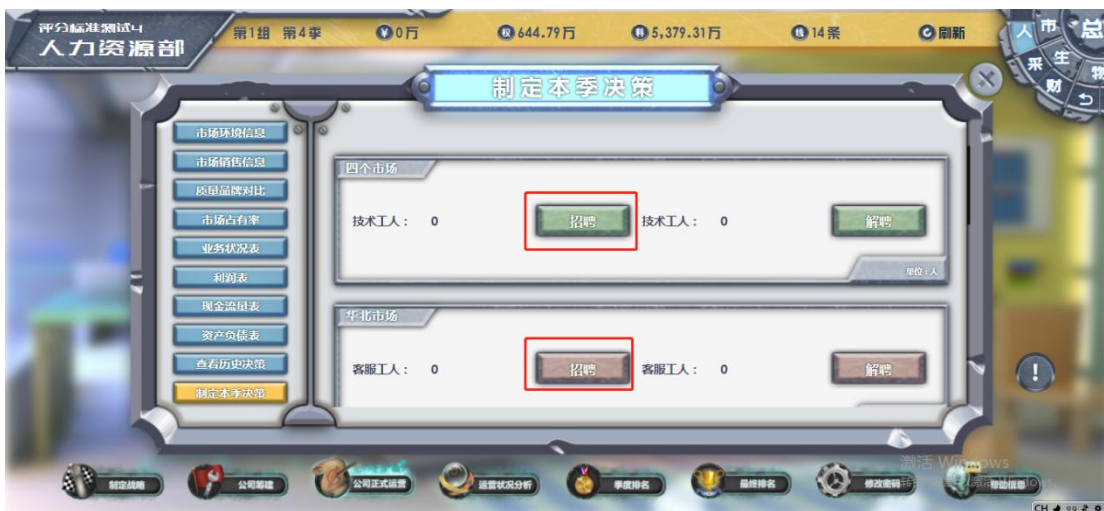 评分标准测试4
人力资源部
第1组 第4季
¥ 0万
权 644.79万
5,379.31万
线 14条
刷新
人 市 总
采 生 物
财
制定本季决策
市场环境信息
市场销售信息
质量品牌对比
市场占有率
业务状况表
利润表
现金流量表
资产负债表
查看历史决策
制定本季决策
四个市场
技术工人： 0 招聘 技术工人： 0 解聘
单位：人
华北市场
客服工人： 0 招聘 客服工人： 0 解聘
!
激活 Windows
制定战略 公司筹建 公司正式运营 运营状况分析 季度排名 最终排名 修改密码 帮助信息
CH